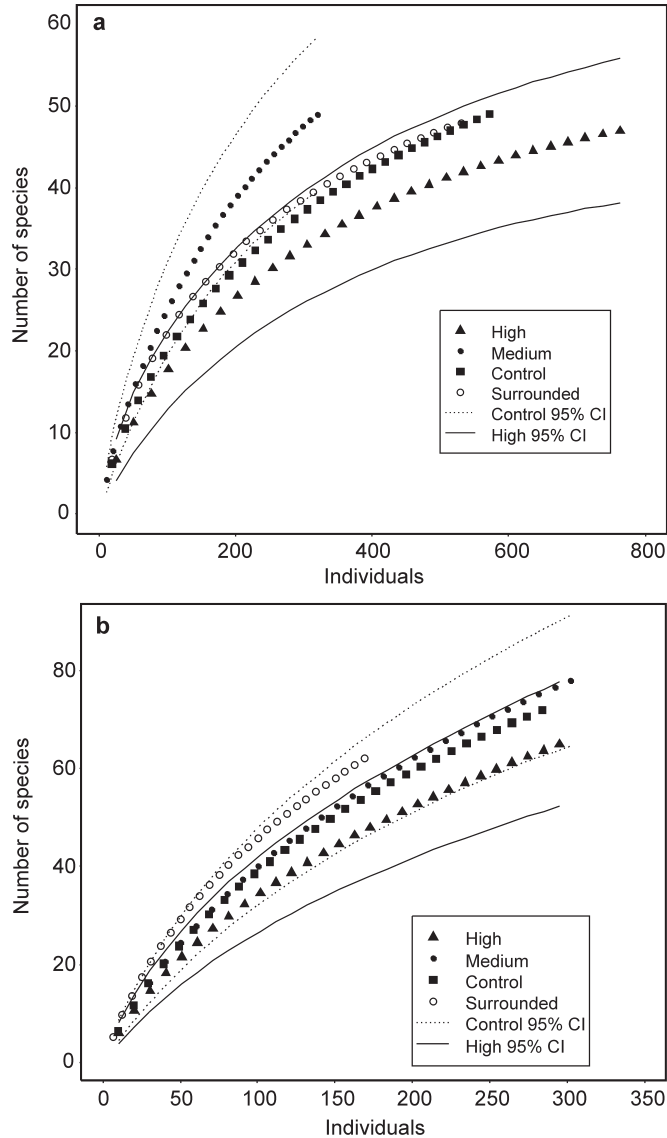 a
60
50
40
30
20
10
0
Number of species
High
Medium
Control
Surrounded
Control 95% CI
High 95% CI
0 200 400 600 800
Individuals
b
80
60
40
20
0
Number of species
High
Medium
Control
Surrounded
Control 95% CI
High 95% CI
0 50 100 150 200 250 300 350
Individuals